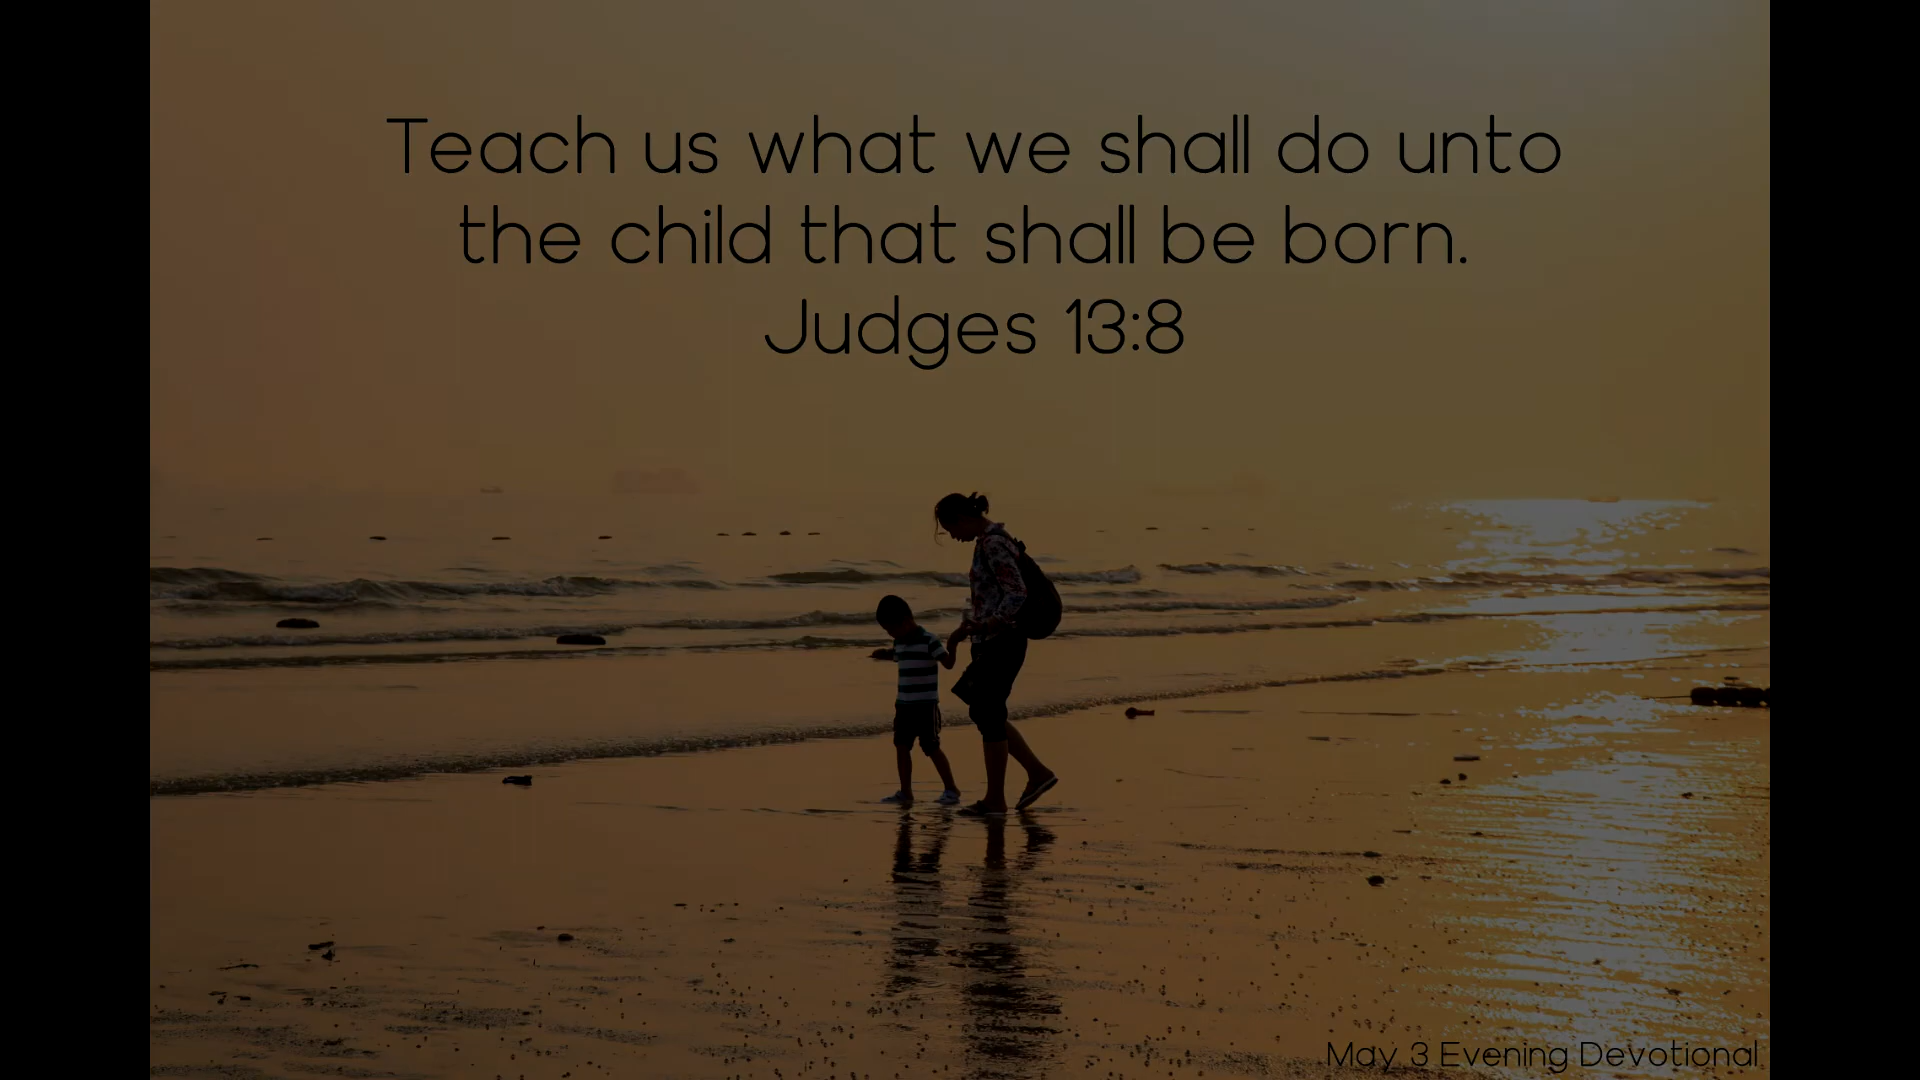 Teach us what we shall do unto
the child that shall be born.
Judges 13:8
May 3 Evening Devotional